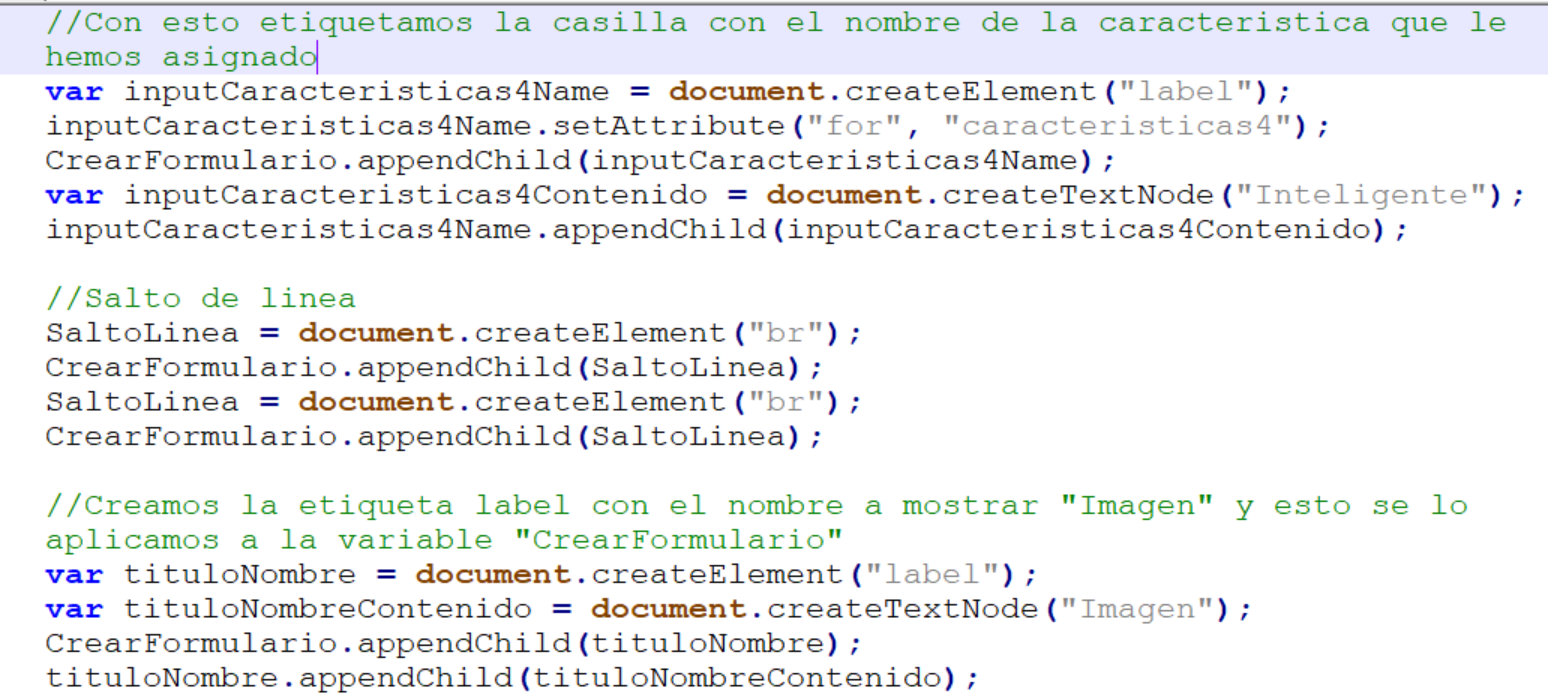 //Con esto etiquetamos la casilla con el nombre de la caracteristica que le
hemos asignado
var inputCaracteristicas4Name = document.createElement("label");
inputCaracteristicas4Name.setAttribute("for", "caracteristicas4");
CrearFormulario.appendChild(inputCaracteristicas4Name);
var inputCaracteristicas4Contenido = document.createTextNode("Inteligente");
inputCaracteristicas4Name.appendChild(inputCaracteristicas4Contenido);

//Salto de linea
SaltoLinea = document.createElement("br");
CrearFormulario.appendChild(SaltoLinea);
SaltoLinea = document.createElement("br");
CrearFormulario.appendChild(SaltoLinea);

//Creamos la etiqueta label con el nombre a mostrar "Imagen" y esto se lo
aplicamos a la variable "CrearFormulario"
var tituloNombre = document.createElement("label");
var tituloNombreContenido = document.createTextNode("Imagen");
CrearFormulario.appendChild(tituloNombre);
tituloNombre.appendChild(tituloNombreContenido);